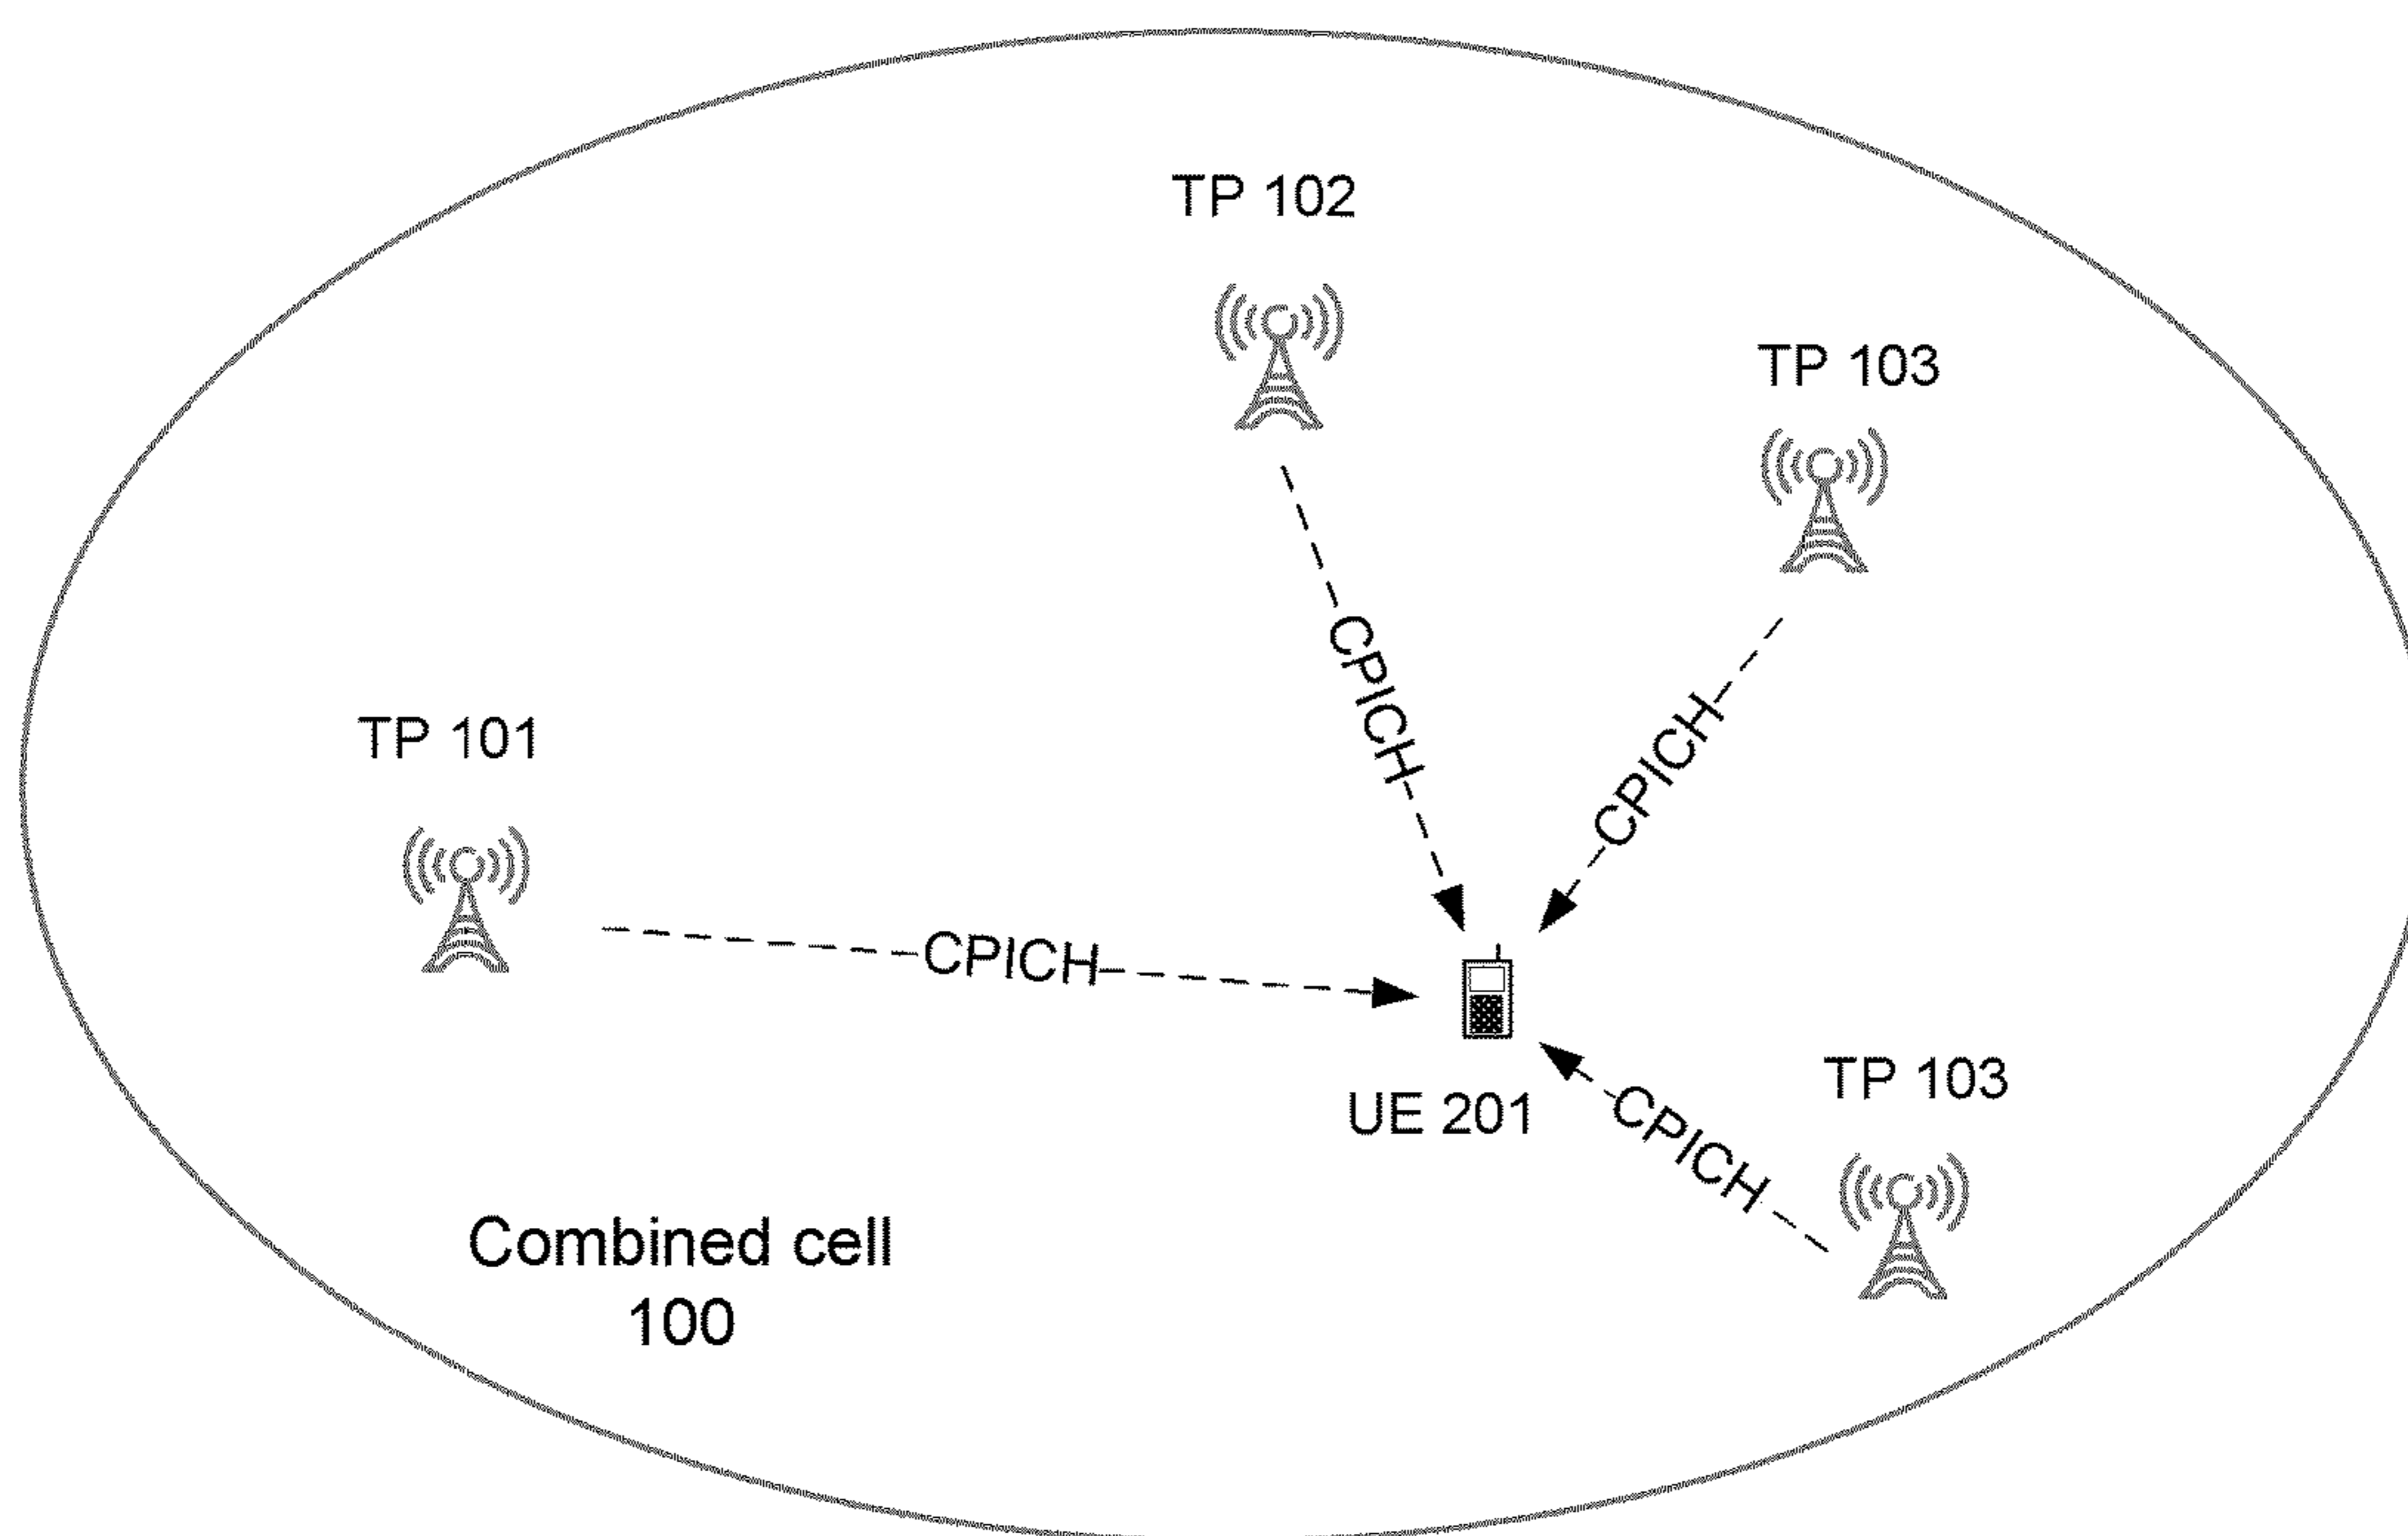 TP 102
TP 103
CPICH
CPICH
TP 101
CPICH
UE 201
TP 103
CPICH
Combined cell
100